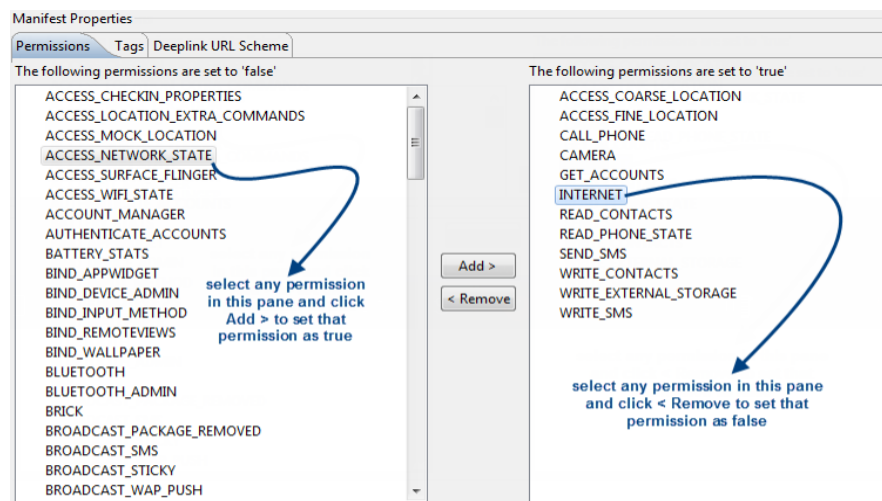 Manifest Properties
Permissions Tags Deeplink URL Scheme
The following permissions are set to 'false'
ACCESS_CHECKIN_PROPERTIES
ACCESS_LOCATION_EXTRA_COMMANDS
ACCESS_MOCK_LOCATION
ACCESS_NETWORK_STATE
ACCESS_SURFACE_FLINGER
ACCESS_WIFI_STATE
ACCOUNT_MANAGER
AUTHENTICATE_ACCOUNTS
BATTERY_STATS
BIND_APPWIDGET
BIND_DEVICE_ADMIN
BIND_INPUT_METHOD
BIND_REMOTEVIEWS
BIND_WALLPAPER
BLUETOOTH
BLUETOOTH_ADMIN
BRICK
BROADCAST_PACKAGE_REMOVED
BROADCAST_SMS
BROADCAST_STICKY
BROADCAST_WAP_PUSH
select any permission
in this pane and click
Add > to set that
permission as true
Add >
< Remove
The following permissions are set to 'true'
ACCESS_COARSE_LOCATION
ACCESS_FINE_LOCATION
CALL_PHONE
CAMERA
GET_ACCOUNTS
INTERNET
READ_CONTACTS
READ_PHONE_STATE
SEND_SMS
WRITE_CONTACTS
WRITE_EXTERNAL_STORAGE
WRITE_SMS
select any permission in this pane
and click < Remove to set that
permission as false